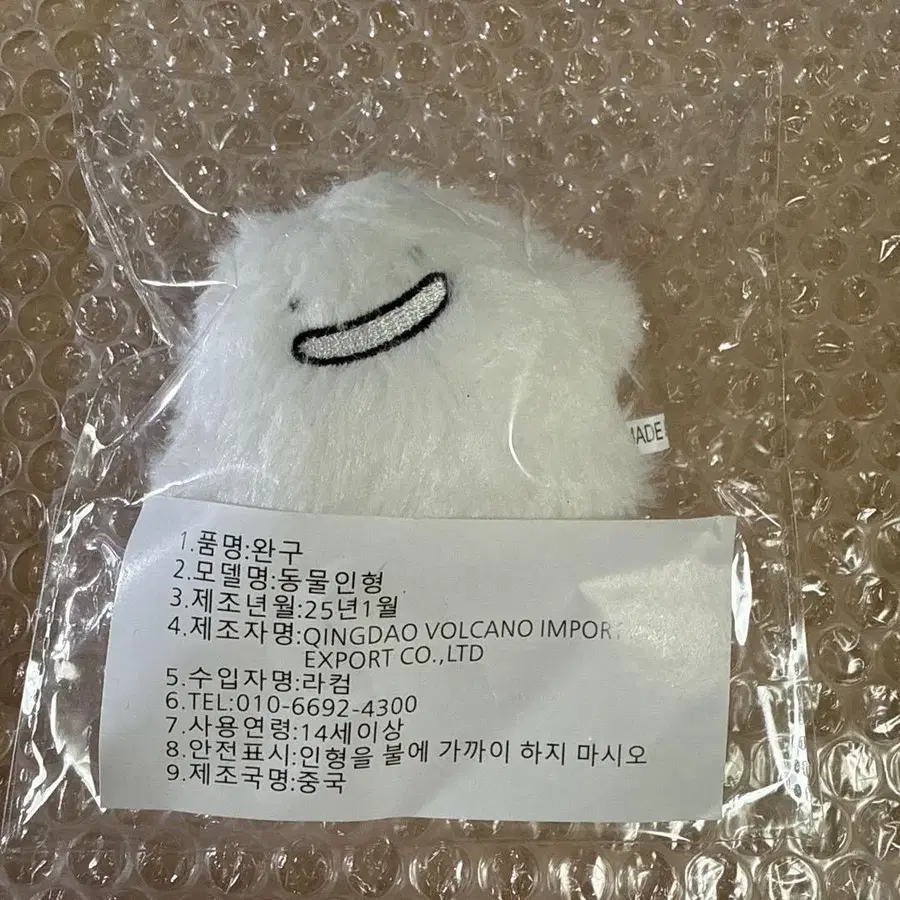 MADE
1.품명:완구
2.모델명:동물인형
3.제조년월:25년1월
4.제조자명:QINGDAO VOLCANO IMPORT
EXPORT CO.,LTD
5.수입자명:라컴
6.TEL:010-6692-4300
7.사용연령:14세이상
8.안전표시:인형을 불에 가까이 하지 마시오
9.제조국명:중국